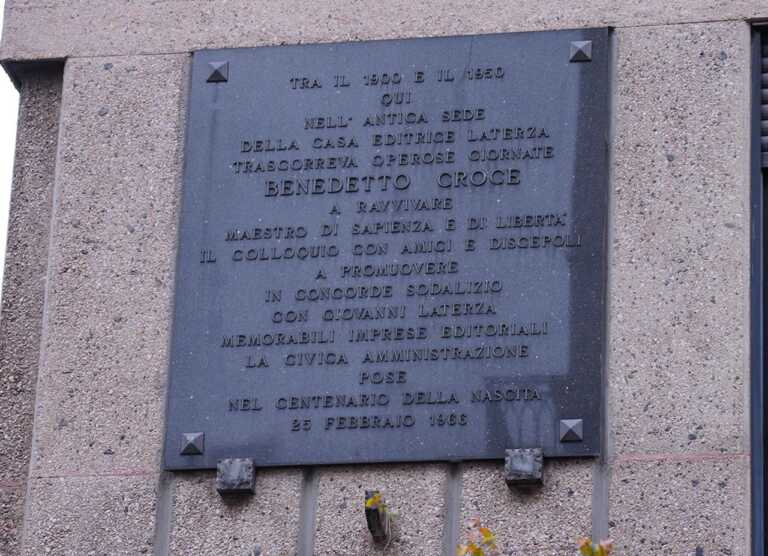 TRA IL 1900 E IL 1950
QUI
NELL' ANTICA SEDE
DELLA CASA EDITRICE LATERZA
TRASCORREVA OPEROSE GIORNATE
BENEDETTO CROCE
A RAVVIVARE
MAESTRO DI SAPIENZA E DI LIBERTA'
IL COLLOQUIO CON AMICI E DISCEPOLI
A PROMUOVERE
IN CONCORDE SODALIZIO
CON GIOVANNI LATERZA
MEMORABILI IMPRESE EDITORIALI
LA CIVICA AMMINISTRAZIONE
POSE
NEL CENTENARIO DELLA NASCITA
25 FEBBRAIO 1966